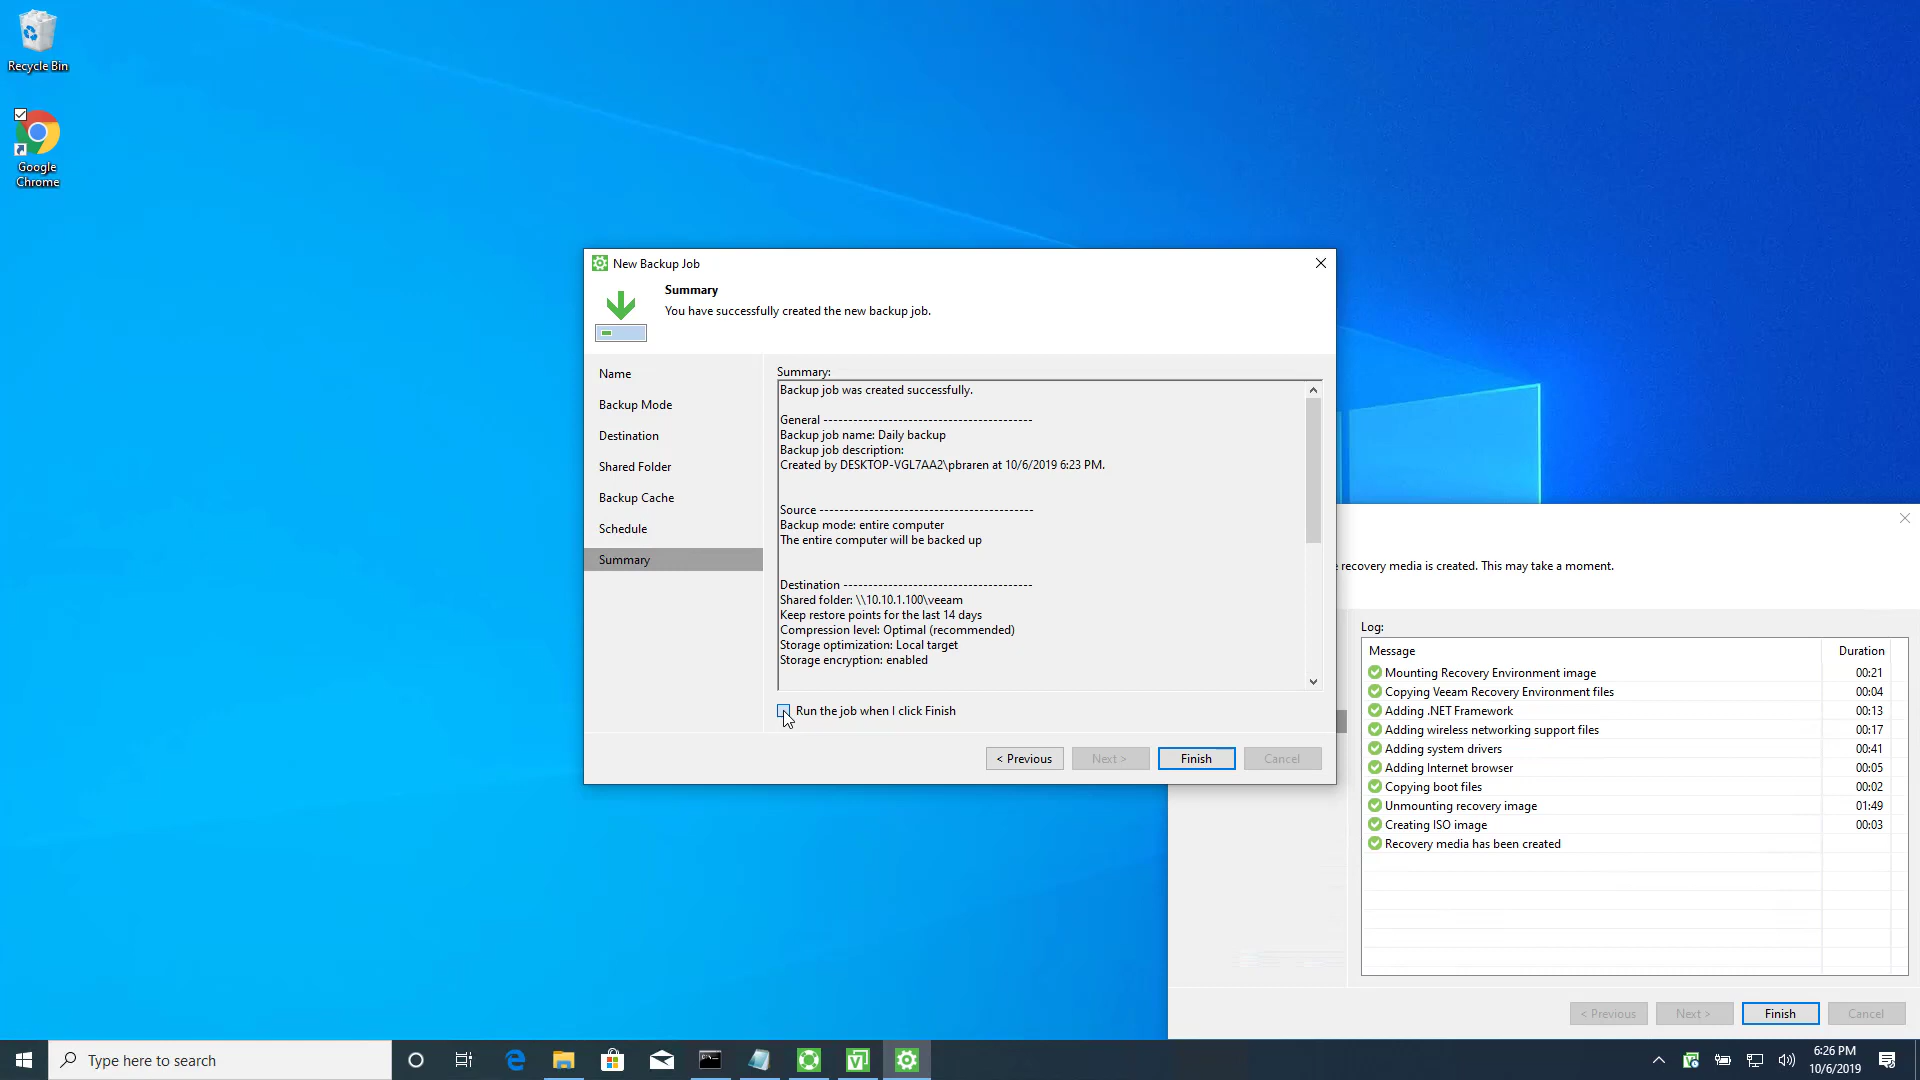 Recycle Bin
Google
Chrome
New Backup Job
Summary
You have successfully created the new backup job.
Name
Backup Mode
Destination
Shared Folder
Backup Cache
Schedule
Summary
Summary:
Backup job was created successfully.
General ------------------------------------------
Backup job name: Daily backup
Backup job description:
Created by DESKTOP-VGL7AA2\pbraren at 10/6/2019 6:23 PM.
Source -------------------------------------------
Backup mode: entire computer
The entire computer will be backed up
Destination --------------------------------------
Shared folder: \\10.10.1.100\veeam
Keep restore points for the last 14 days
Compression level: Optimal (recommended)
Storage optimization: Local target
Storage encryption: enabled
Run the job when I click Finish
< Previous
Next >
Finish
Cancel
recovery media is created. This may take a moment.
Log:
Message Duration
Mounting Recovery Environment image 00:21
Copying Veeam Recovery Environment files 00:04
Adding .NET Framework 00:13
Adding wireless networking support files 00:17
Adding system drivers 00:41
Adding Internet browser 00:05
Copying boot files 00:02
Unmounting recovery image 01:49
Creating ISO image 00:03
Recovery media has been created
< Previous
Next >
Finish
Cancel
Type here to search
6:26 PM
10/6/2019